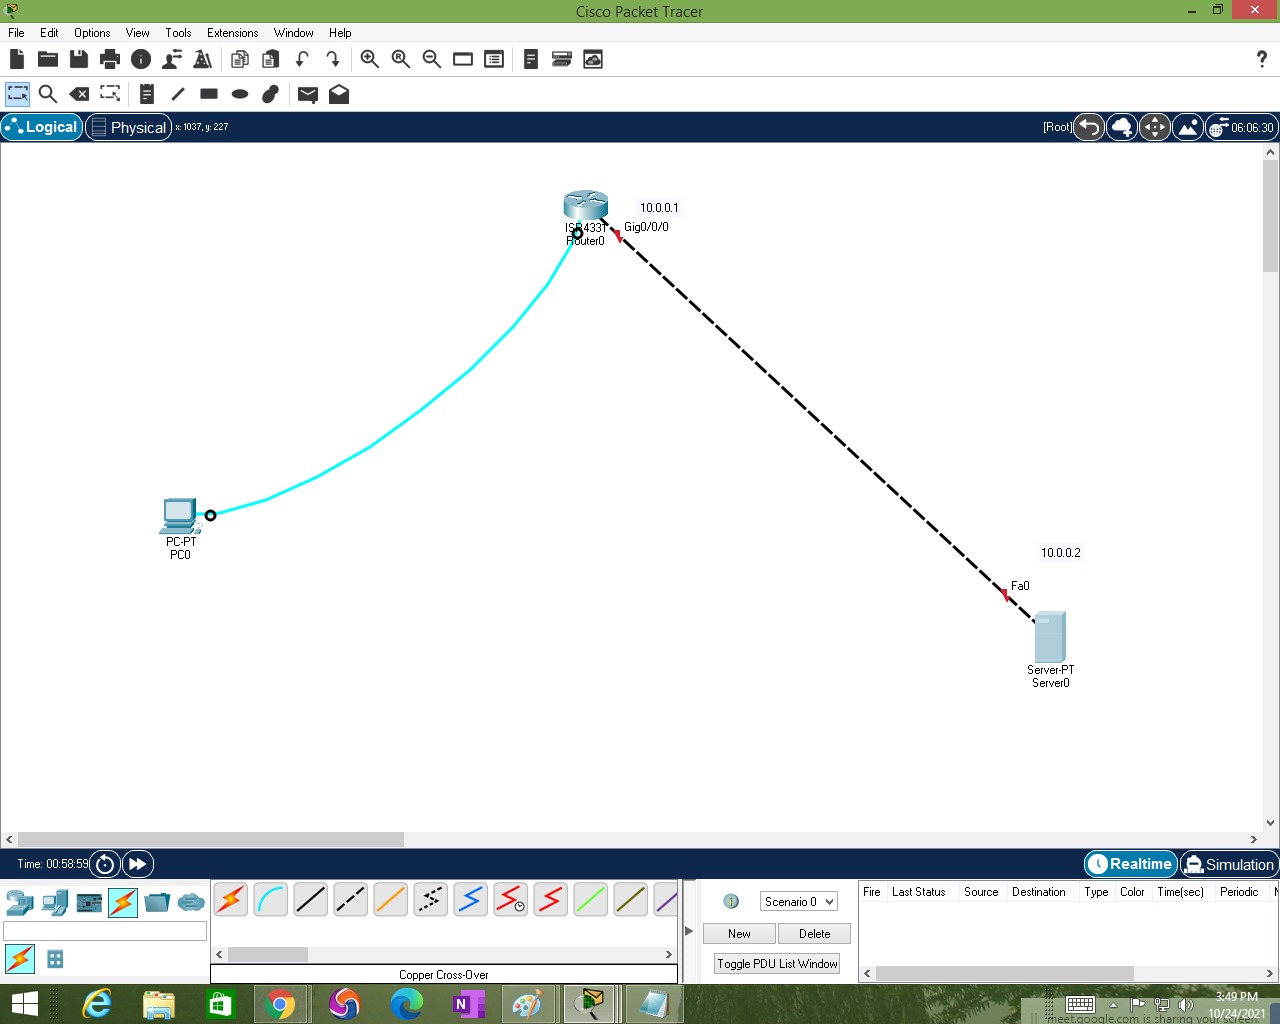 Cisco Packet Tracer
File Edit Options View Tools Extensions Window Help
Logical Physical x: 1037, y: 227 [Root] 06:06:30
10.0.0.1
ISR4331 Gig0/0/0
Router0
PC-PT
PC0
10.0.0.2
Fa0
Server-PT
Server0
Time: 00:58:59 Realtime Simulation
Fire Last Status Source Destination Type Color Time(sec) Periodic N
Scenario 0
New Delete
Toggle PDU List Window
Copper Cross-Over
3:49 PM
10/24/2021
meet.google.com is sharing your screen.